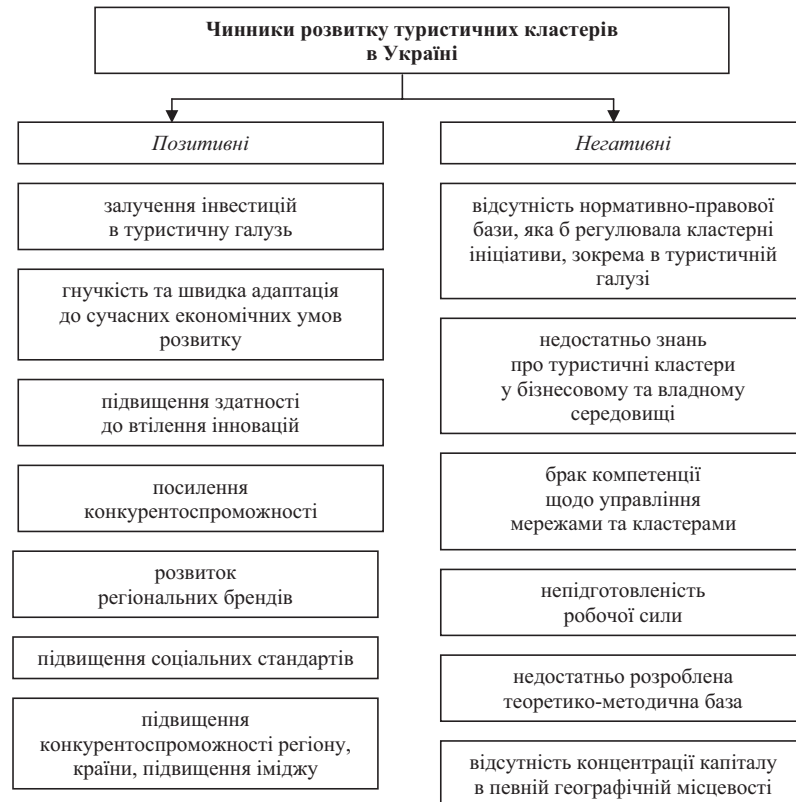 Чинники розвитку туристичних кластерів
в Україні
Позитивні
залучення інвестицій
в туристичну галузь
гнучкість та швидка адаптація
до сучасних економічних умов
розвитку
підвищення здатності
до втілення інновацій
посилення
конкурентоспроможності
розвиток
регіональних брендів
підвищення соціальних стандартів
підвищення
конкурентоспроможності регіону,
країни, підвищення іміджу
Негативні
відсутність нормативно-правової
бази, яка б регулювала кластерні
ініціативи, зокрема в туристичній
галузі
недостатньо знань
про туристичні кластери
у бізнесовому та владному
середовищі
брак компетенції
щодо управління
мережами та кластерами
непідготовленість
робочої сили
недостатньо розроблена
теоретико-методична база
відсутність концентрації капіталу
в певній географічній місцевості